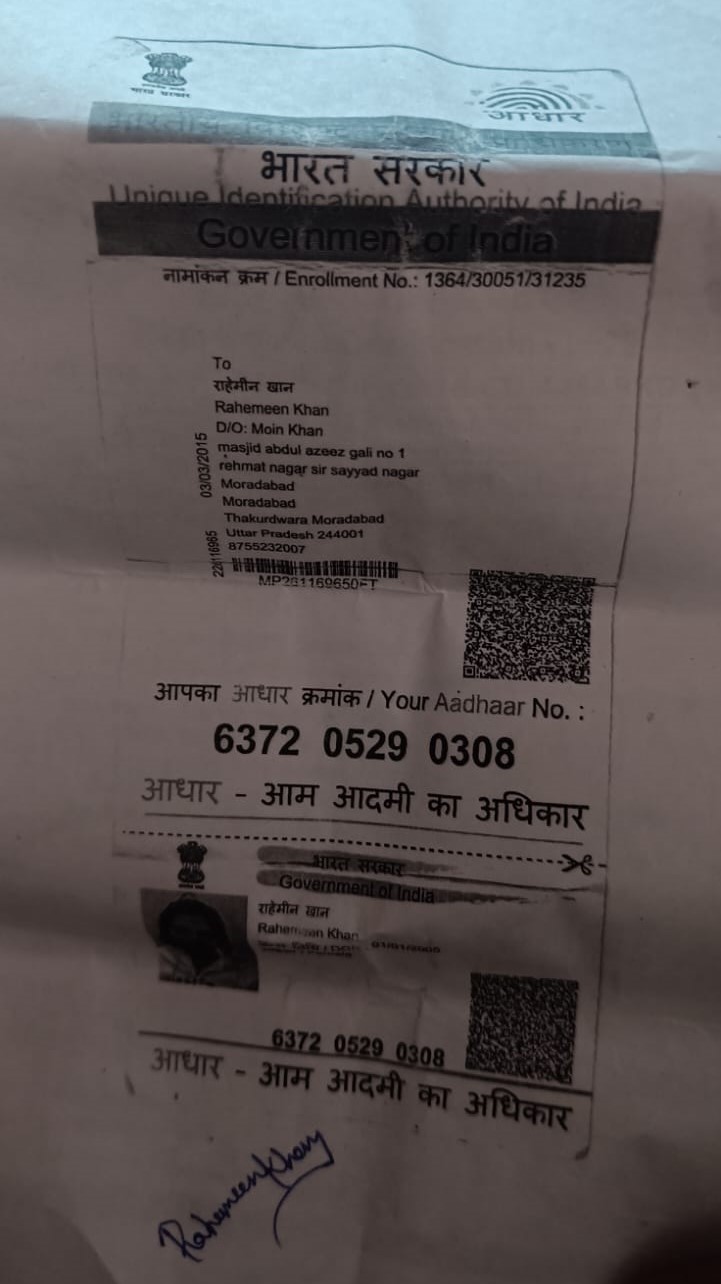 भारत सरकार
आधार
भारत सरकार
Unique Identification Authority of India
Government of India
नामांकन क्रम / Enrollment No.: 1364/30051/31235
To
राहेमीन खान
Rahemeen Khan
D/O: Moin Khan
masjid abdul azeez gali no 1
rehmat nagar sir sayyad nagar
Moradabad
Moradabad
Thakurdwara Moradabad
Uttar Pradesh 244001
8755232007
03/03/2015
आपका आधार क्रमांक / Your Aadhaar No. :
6372 0529 0308
आधार - आम आदमी का अधिकार
भारत सरकार
Government of India
राहेमीन खान
Rahemeen Khan
6372 0529 0308
आधार - आम आदमी का अधिकार
Rahemeen Khan